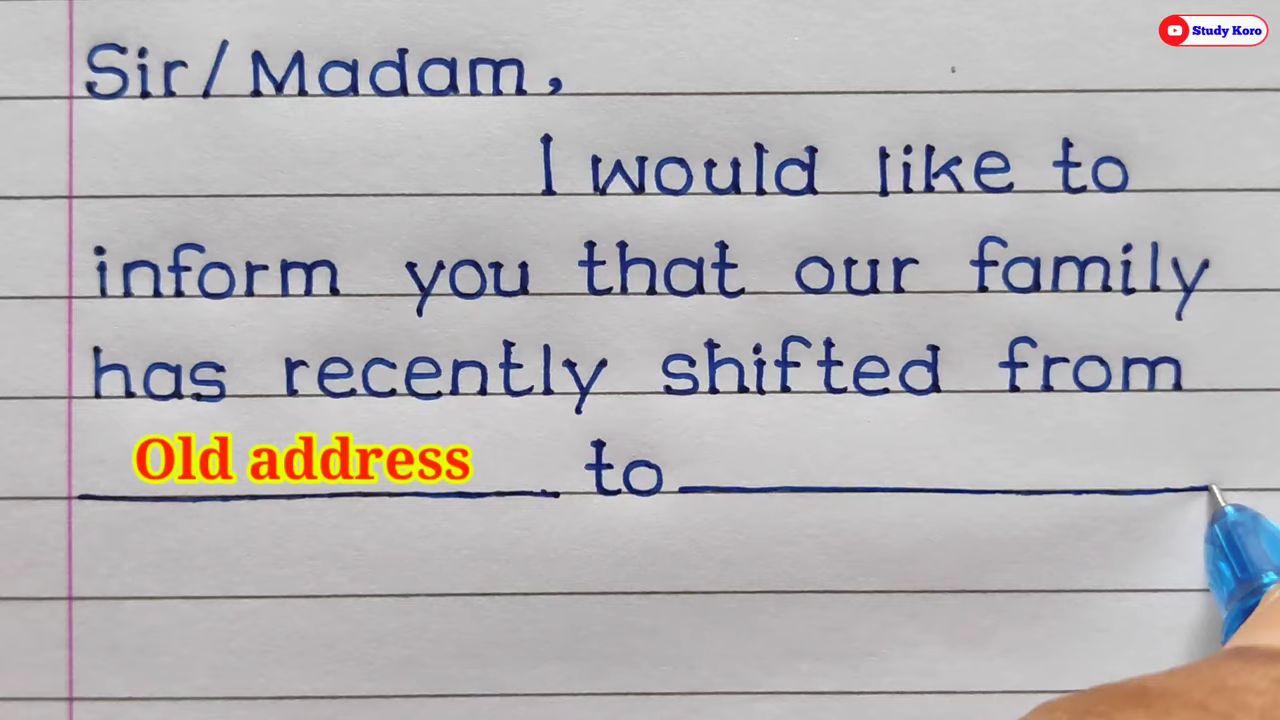 Study Koro
Sir/Madam,
I would like to
inform you that our family
has recently shifted from
Old address to